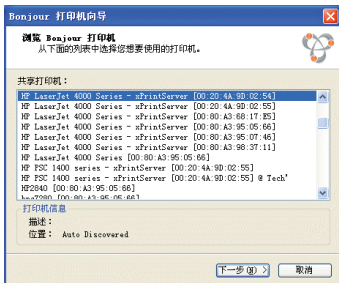 Bonjour 打印机向导
浏览 Bonjour 打印机
从下面的列表中选择您想要使用的打印机。
共享打印机：
HP LaserJet 4000 Series - xPrintServer [00:20:4A:9D:02:54]
HP LaserJet 4000 Series - xPrintServer [00:20:4A:9D:02:55]
HP LaserJet 4000 Series - xPrintServer [00:80:A3:68:17:E5]
HP LaserJet 4000 Series - xPrintServer [00:80:A3:95:05:66]
HP LaserJet 4000 Series - xPrintServer [00:80:A3:95:07:46]
HP LaserJet 4000 Series - xPrintServer [00:80:A3:98:37:11]
HP LaserJet 4000 Series [00:80:A3:95:05:66]
HP PSC 1400 series - xPrintServer [00:20:4A:9D:02:55]
HP PSC 1400 series - xPrintServer [00:20:4A:9D:02:55] @ Tech'
HP2840 [00:80:A3:95:05:66]
[00:80:A3:95:05:66]
打印机信息
描述：
位置： Auto Discovered
下一步(N) >
取消